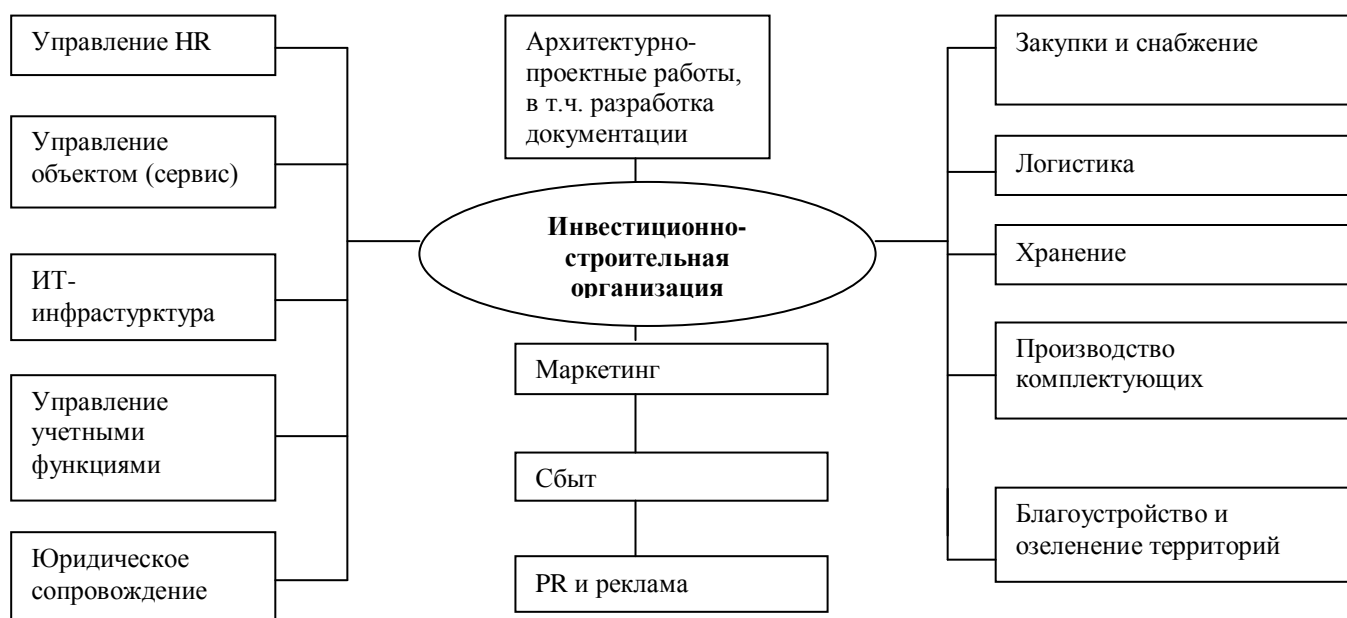 Управление HR
Управление
объектом (сервис)
ИТ-
инфрастурктура
Управление
учетными
функциями
Юридическое
сопровождение
Архитектурно-
проектные работы,
в т.ч. разработка
документации
Инвестиционно-
строительная
организация
Маркетинг
Сбыт
PR и реклама
Закупки и снабжение
Логистика
Хранение
Производство
комплектующих
Благоустройство и
озеленение территорий